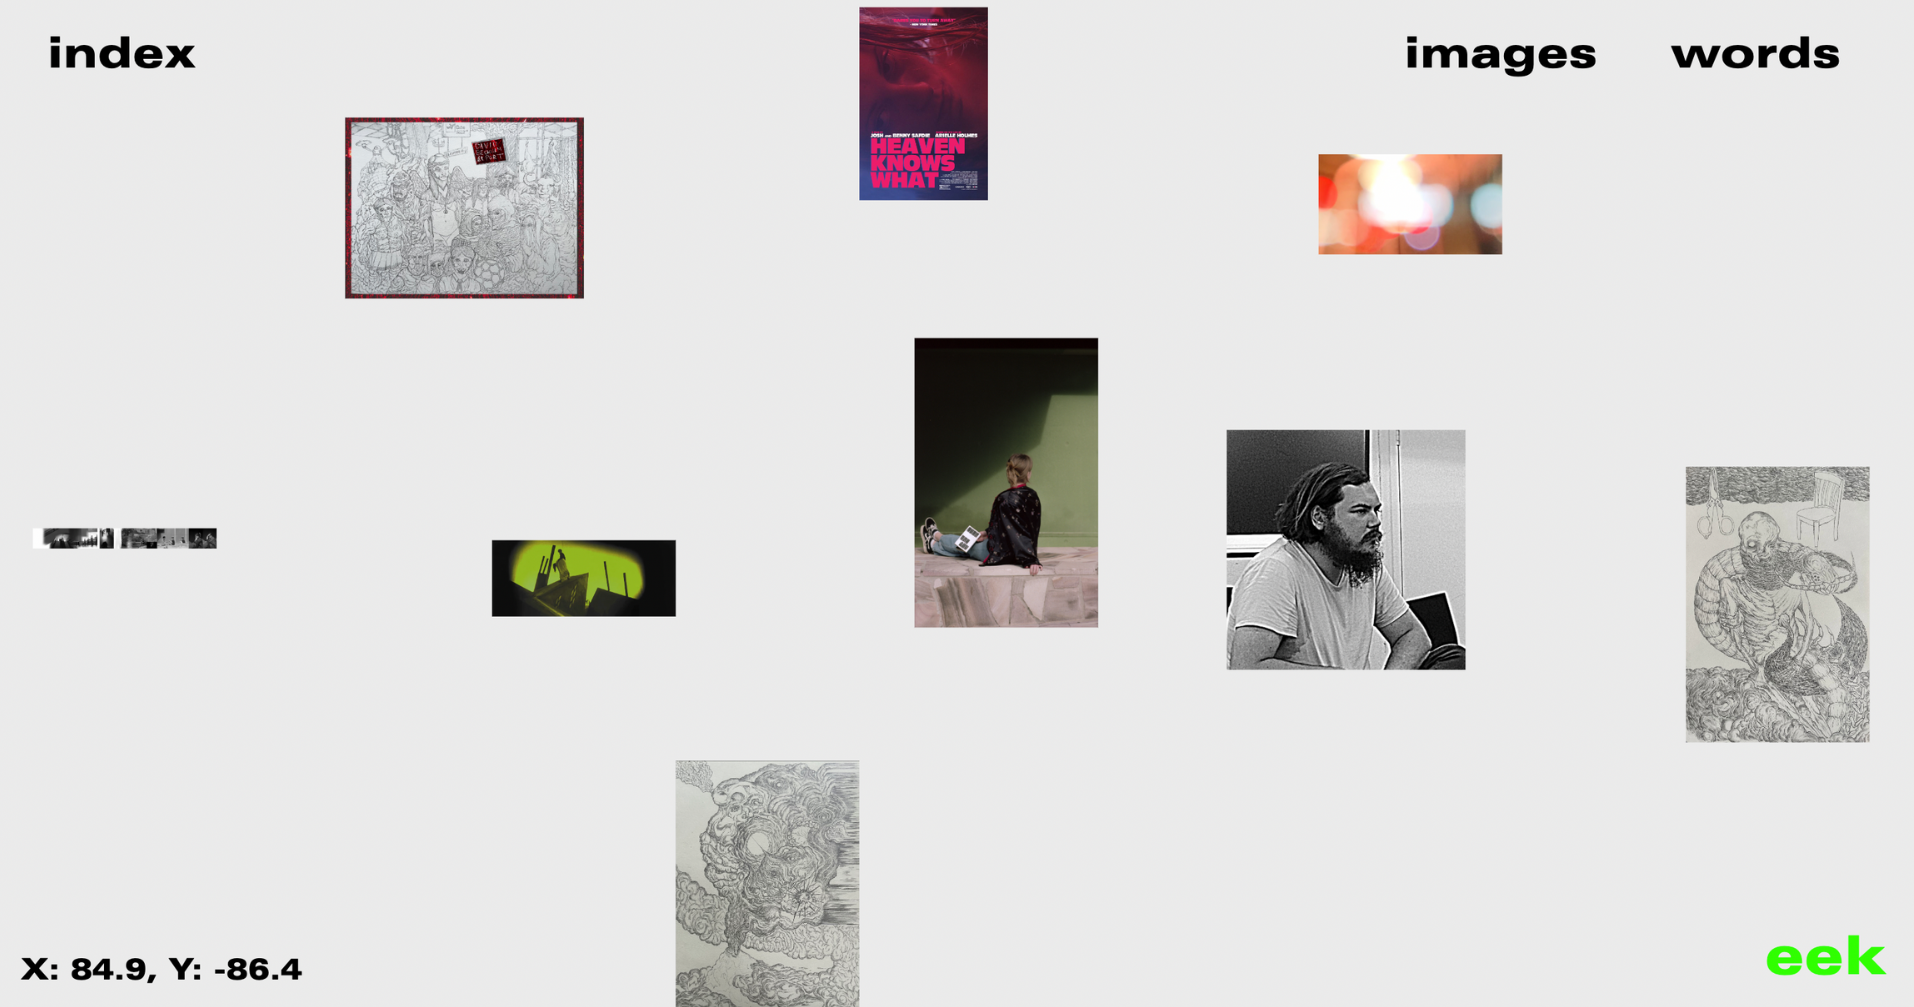 index
images
words
JOSH AND BENNY SAFDIE ARIELLE HOLMES
HEAVEN
KNOWS
WHAT
X: 84.9, Y: -86.4
eek